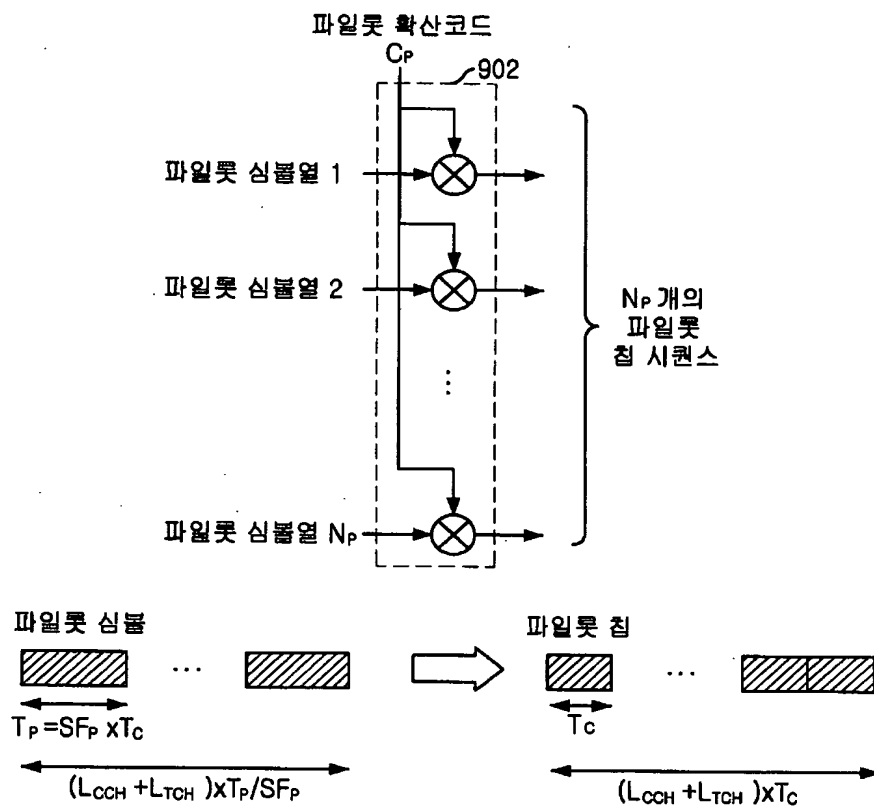 파일롯 확산코드
CP
902
파일롯 심볼열 1
파일롯 심볼열 2
...
NP 개의
파일롯
칩 시퀀스
파일롯 심볼열 NP
파일롯 심볼
...
TP =SFP xTC
(LCCH +LTCH )xTP/SFP
파일롯 칩
...
TC
(LCCH +LTCH )xTC